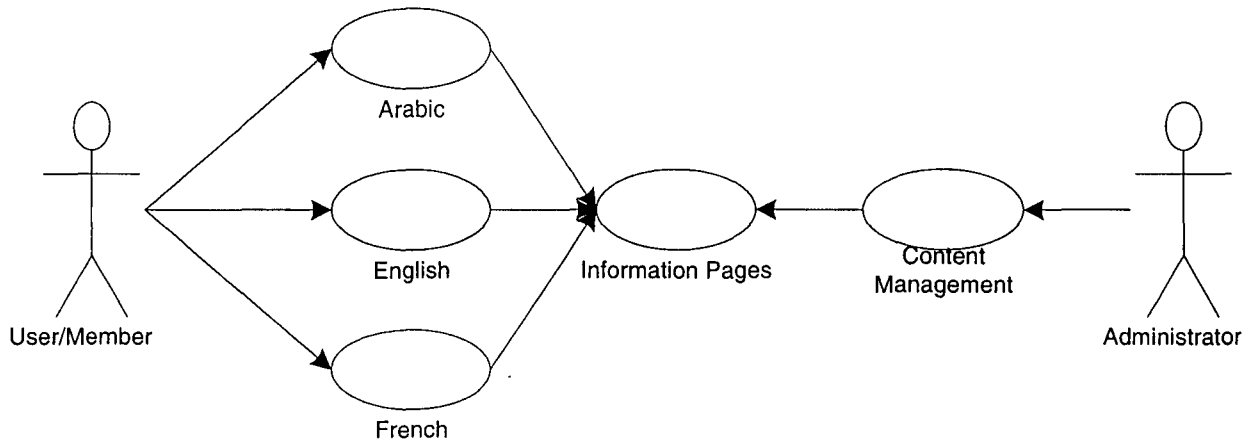 Arabic
English
Information Pages
Content
Management
User/Member
Administrator
French